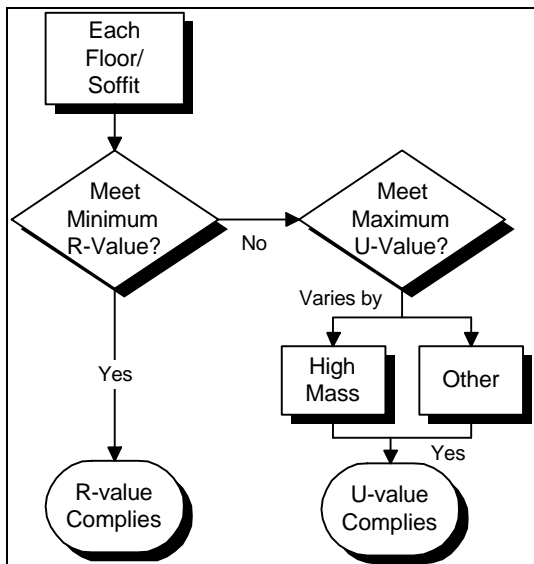 Each
Floor/
Soffit
Meet
Minimum
R-Value?
No
Meet
Maximum
U-Value?
Varies by
High
Mass
Other
Yes
Yes
R-value
Complies
U-value
Complies